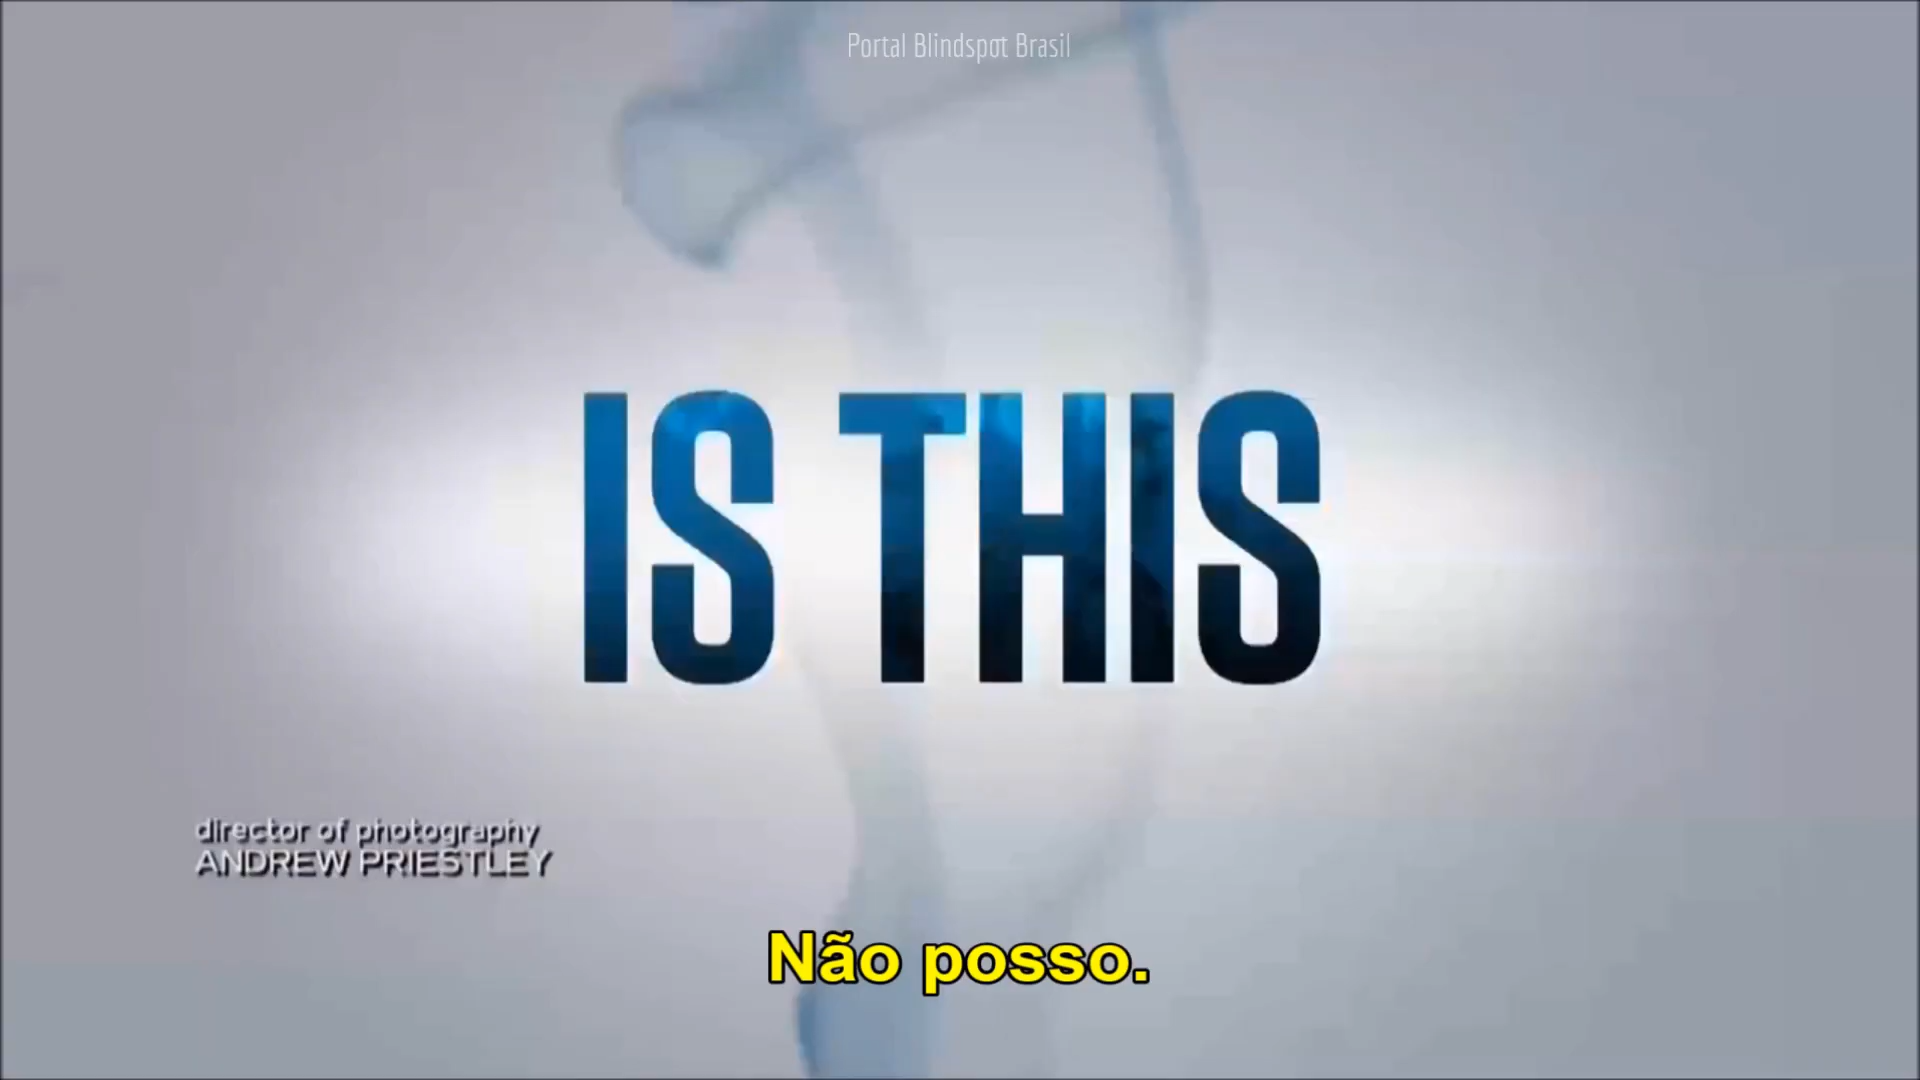 Portal Blindspot Brasil
IS THIS
director of photography
ANDREW PRIESTLEY
Não posso.